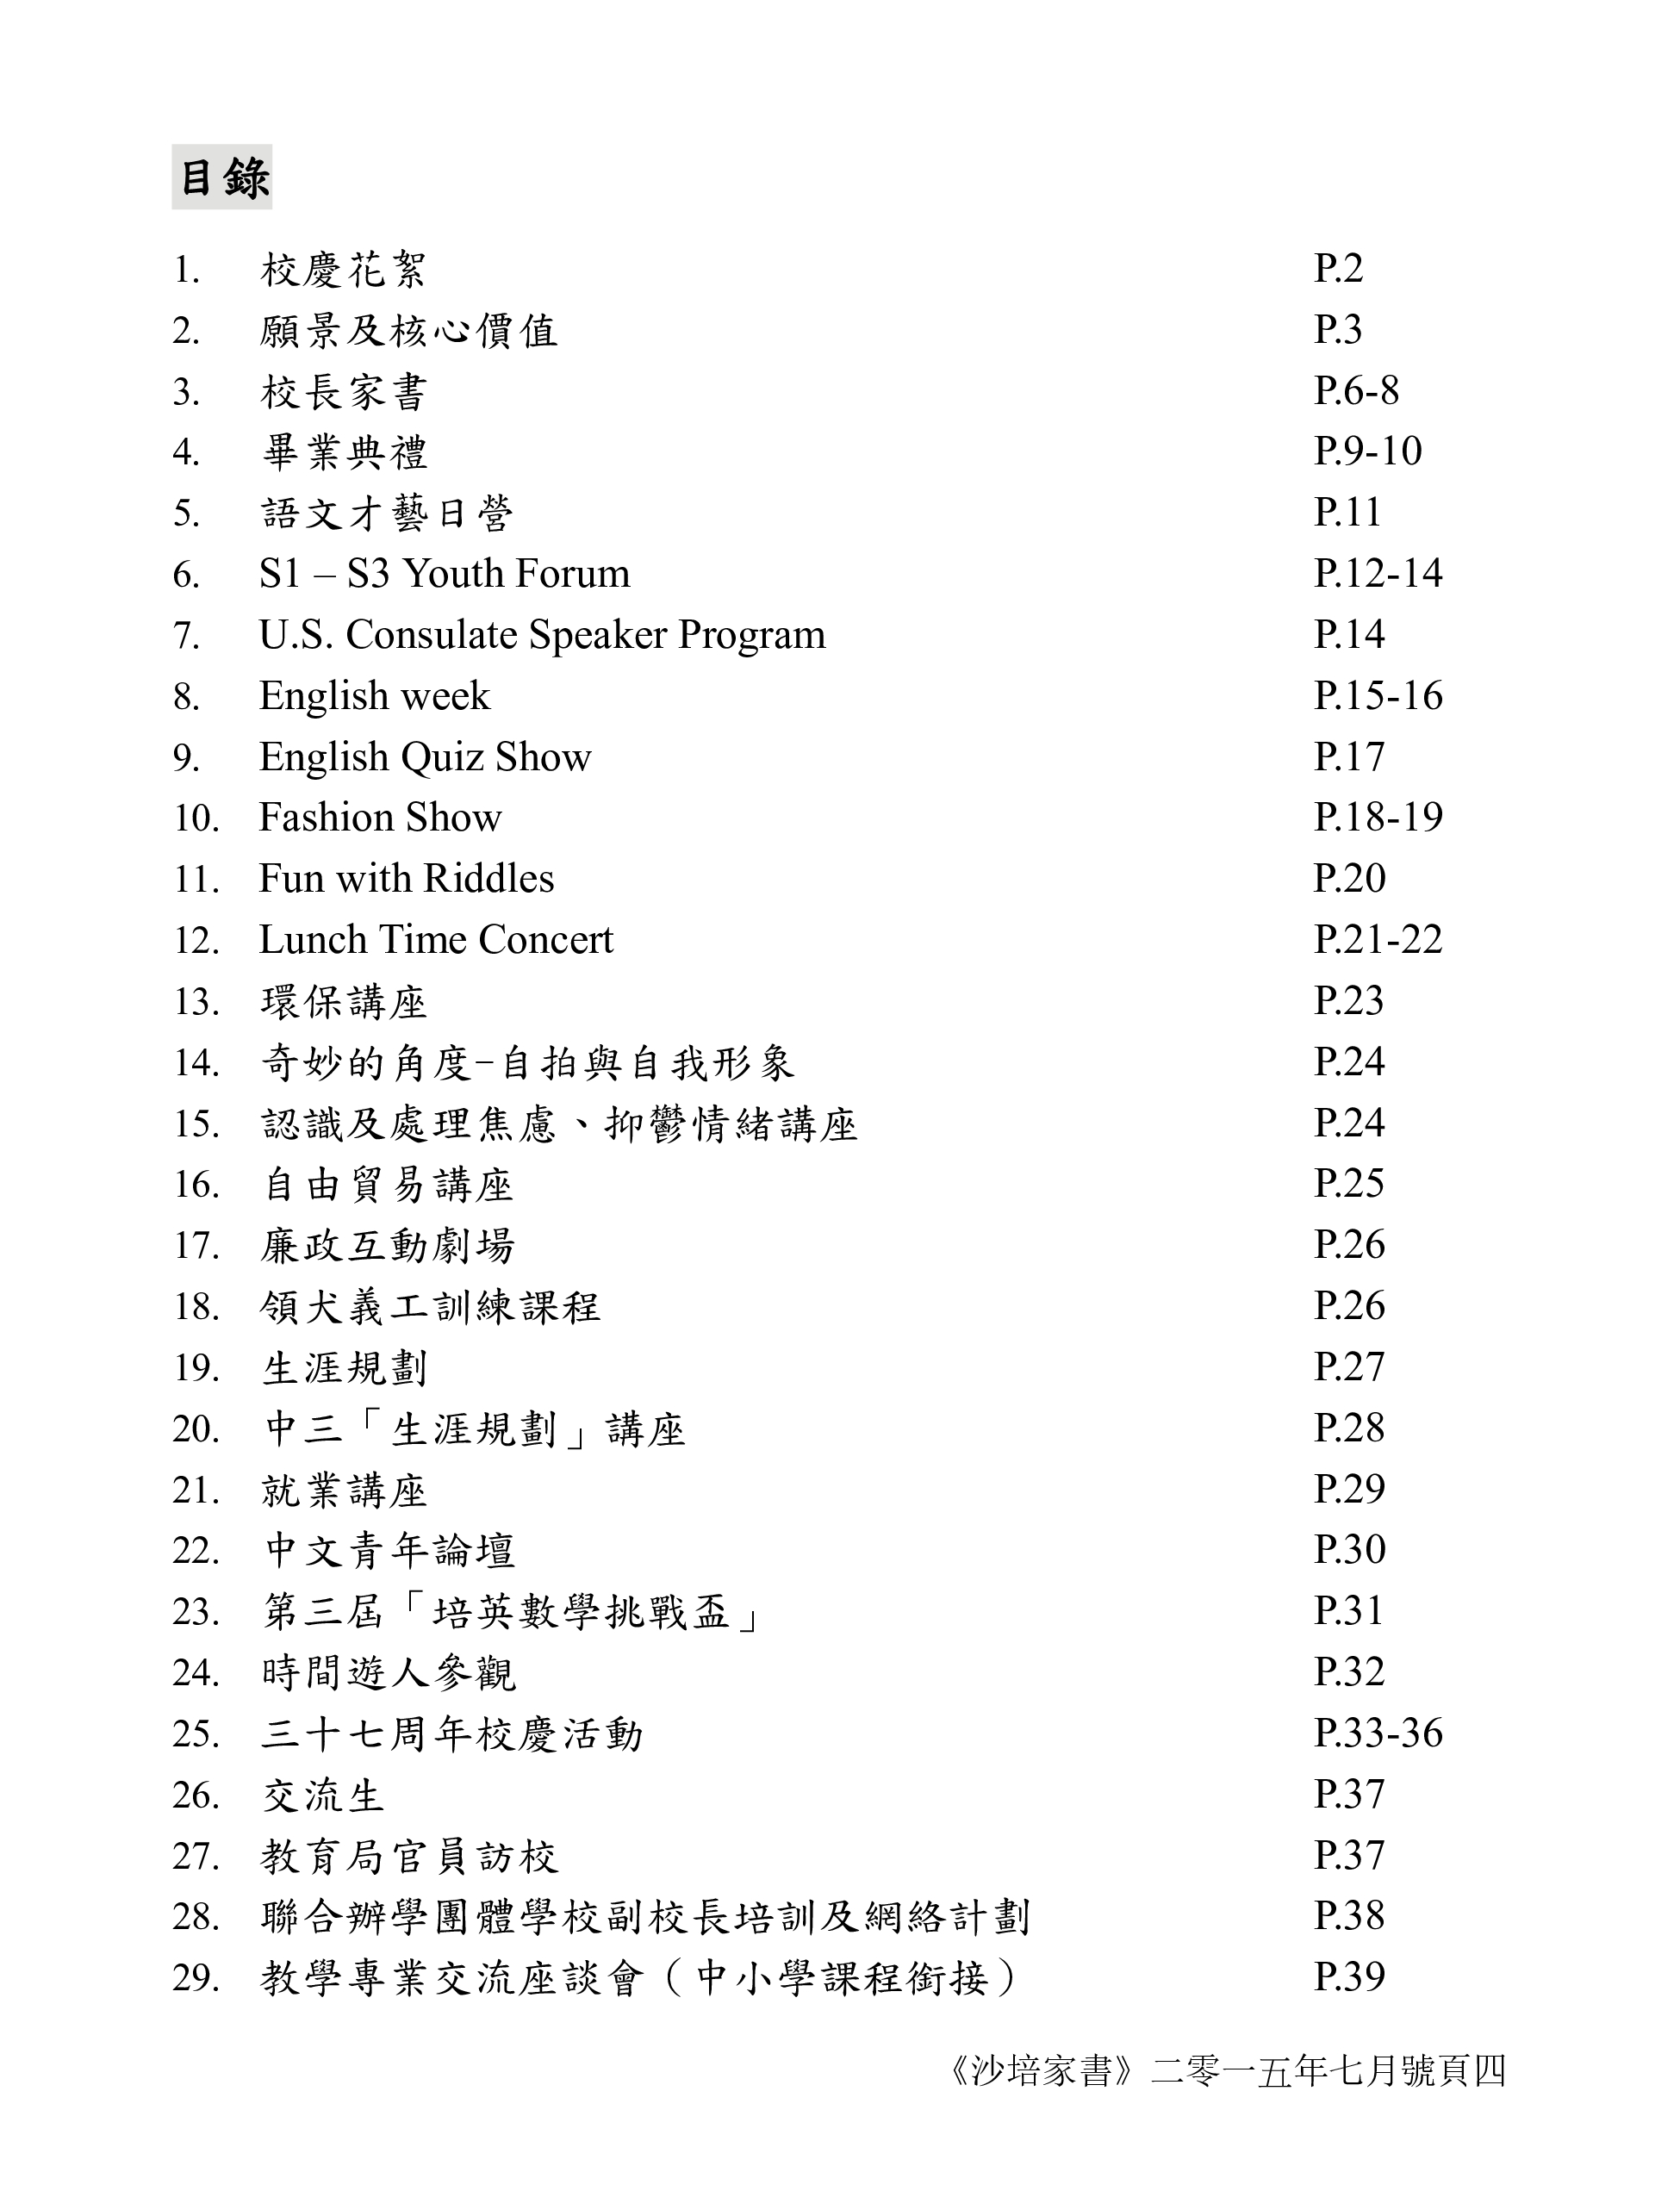 目錄
1. 校慶花絮 P.2
2. 願景及核心價值 P.3
3. 校長家書 P.6-8
4. 畢業典禮 P.9-10
5. 語文才藝日營 P.11
6. S1 – S3 Youth Forum P.12-14
7. U.S. Consulate Speaker Program P.14
8. English week P.15-16
9. English Quiz Show P.17
10. Fashion Show P.18-19
11. Fun with Riddles P.20
12. Lunch Time Concert P.21-22
13. 環保講座 P.23
14. 奇妙的角度-自拍與自我形象 P.24
15. 認識及處理焦慮、抑鬱情緒講座 P.24
16. 自由貿易講座 P.25
17. 廉政互動劇場 P.26
18. 領犬義工訓練課程 P.26
19. 生涯規劃 P.27
20. 中三「生涯規劃」講座 P.28
21. 就業講座 P.29
22. 中文青年論壇 P.30
23. 第三屆「培英數學挑戰盃」 P.31
24. 時間遊人參觀 P.32
25. 三十七周年校慶活動 P.33-36
26. 交流生 P.37
27. 教育局官員訪校 P.37
28. 聯合辦學團體學校副校長培訓及網絡計劃 P.38
29. 教學專業交流座談會（中小學課程銜接） P.39
《沙培家書》二零一五年七月號頁四